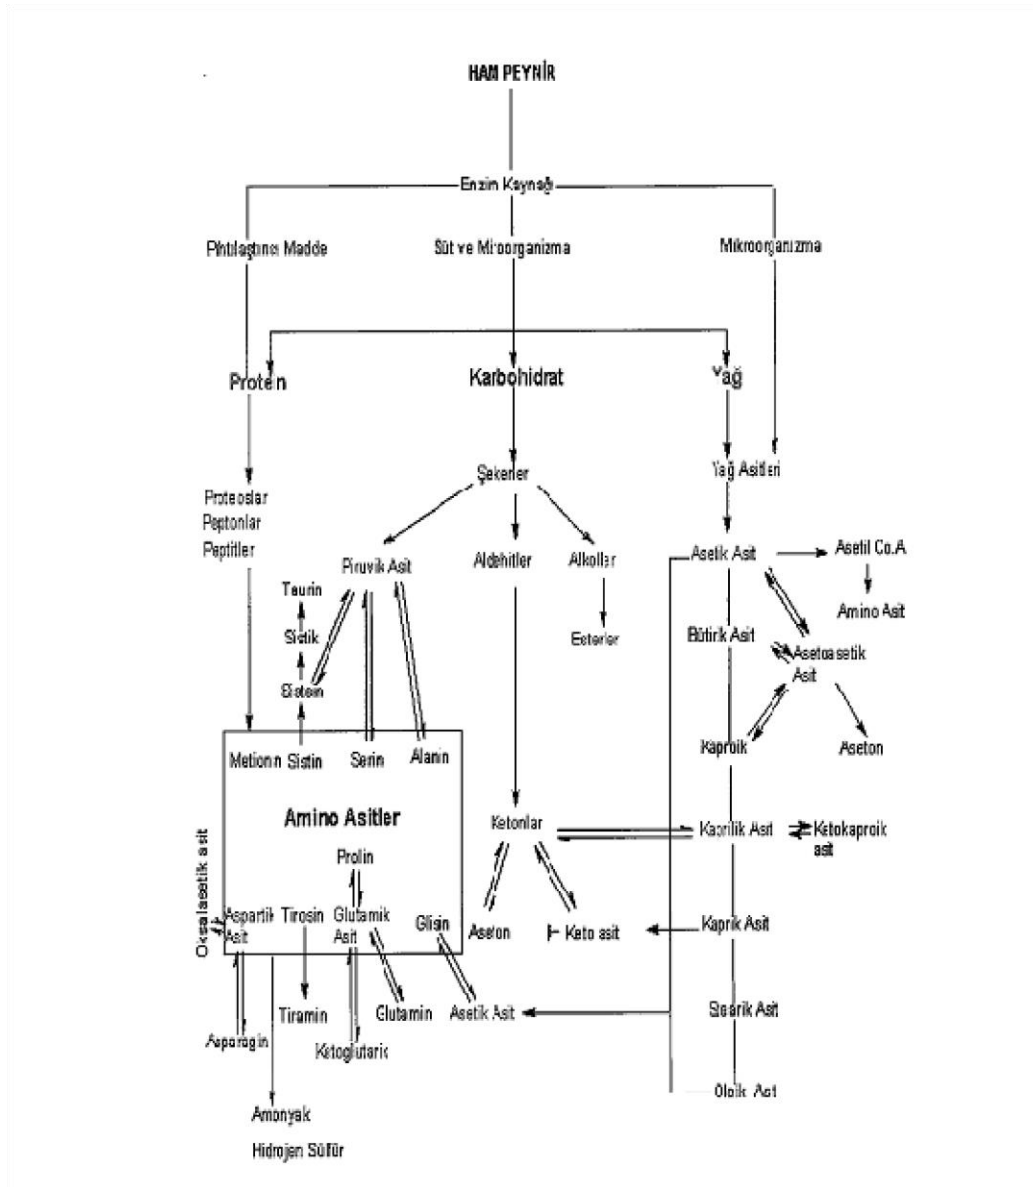 HAM PEYNİR
Enzim Kaynağı
Pıhtılaştırıcı Madde
Süt ve Miroorganizma
Mikroorganizma
Protein
Karbohidrat
Yağ
Şekerler
Yağ Asitleri
Proteoslar
Peptonlar
Peptitler
Piruvik Asit
Aldehitler
Alkoller
Asetik Asit
Asetil Co.A
Taurin
Amino Asit
Sistik
Esterler
Bütirik Asit
Asetoasetik
Asit
Sistein
Metionin
Sistin
Serin
Alanin
Kaproik
Aseton
Amino Asitler
Ketonlar
Kaprilik Asit
Ketokaproik
asit
Oksalasetik asit
Prolin
Aspartik
Asit
Tirosin
Glutamik
Asit
Glisin
Aseton
Keto asit
Kaprik Asit
Tiramin
Glutamin
Asetik Asit
Stearik Asit
Asparagin
Ketoglutarik
Oleik Asit
Amonyak
Hidrojen Sülfür